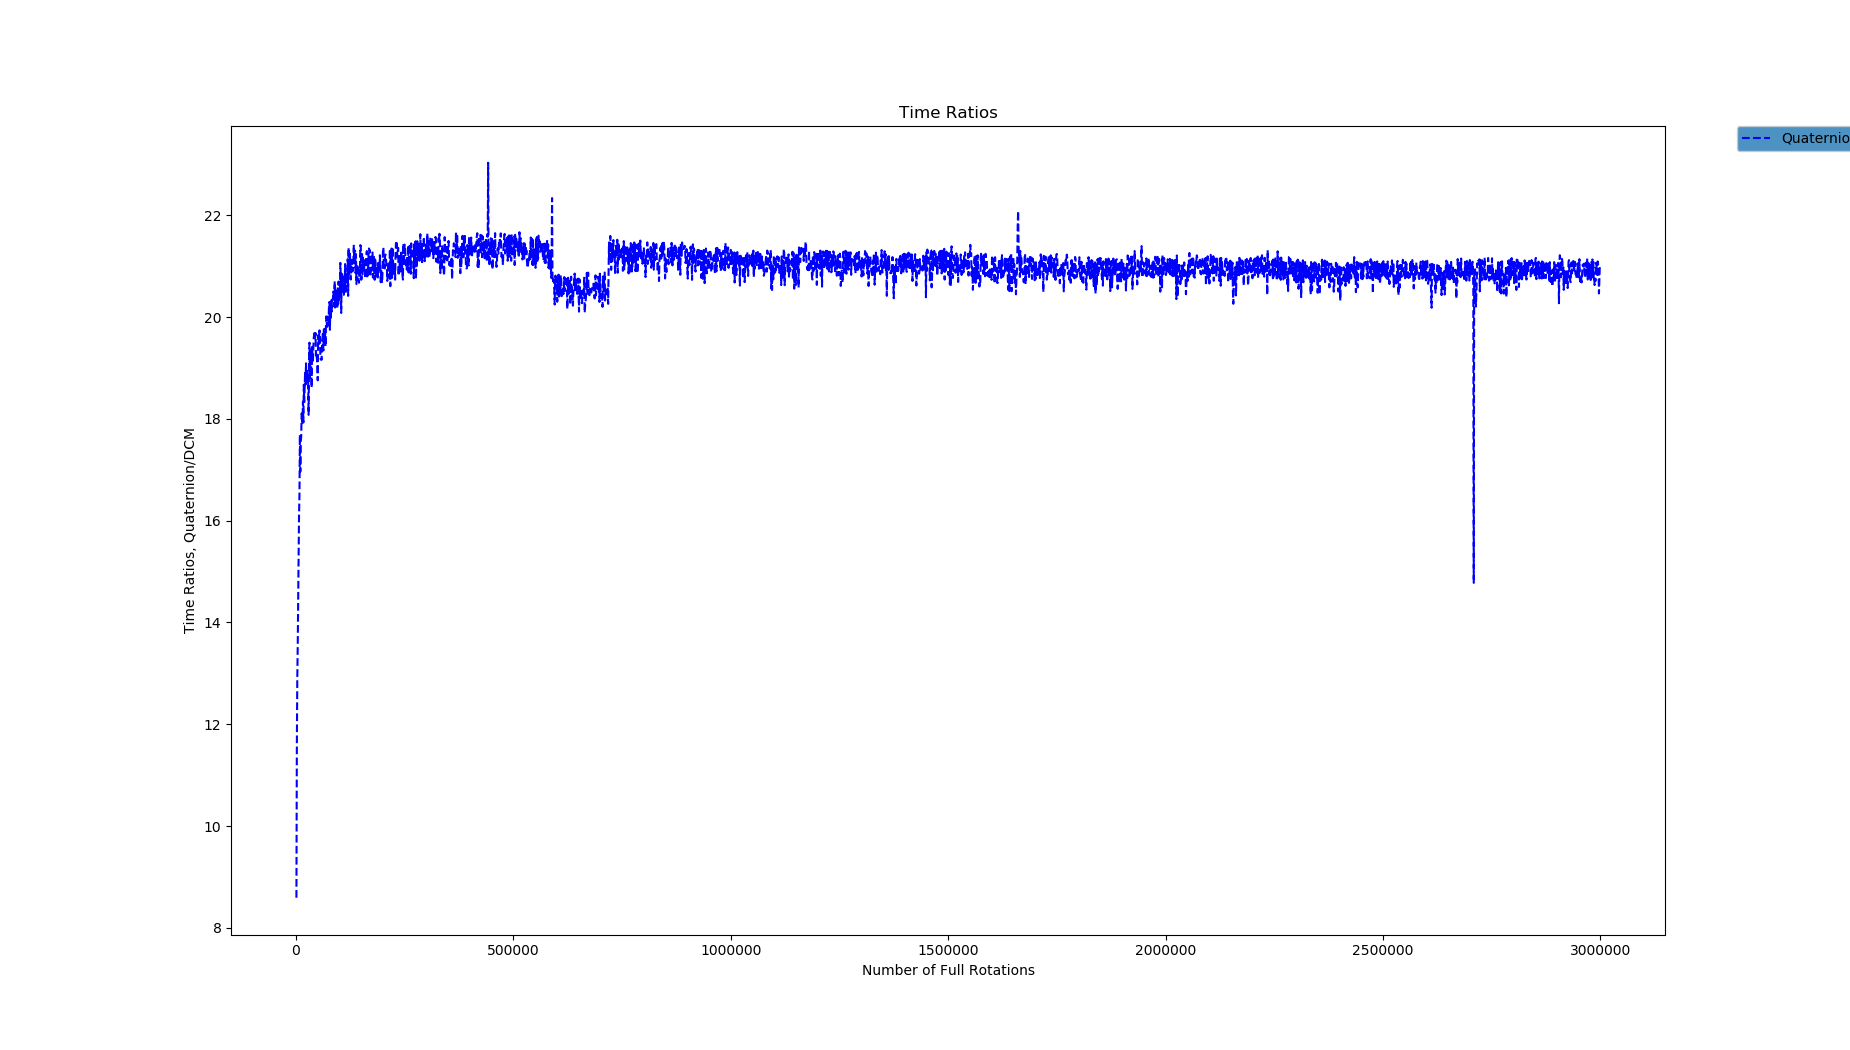 Time Ratios
Quaternio
Time Ratios, Quaternion/DCM
22
20
18
16
14
12
10
8
0 500000 1000000 1500000 2000000 2500000 3000000
Number of Full Rotations